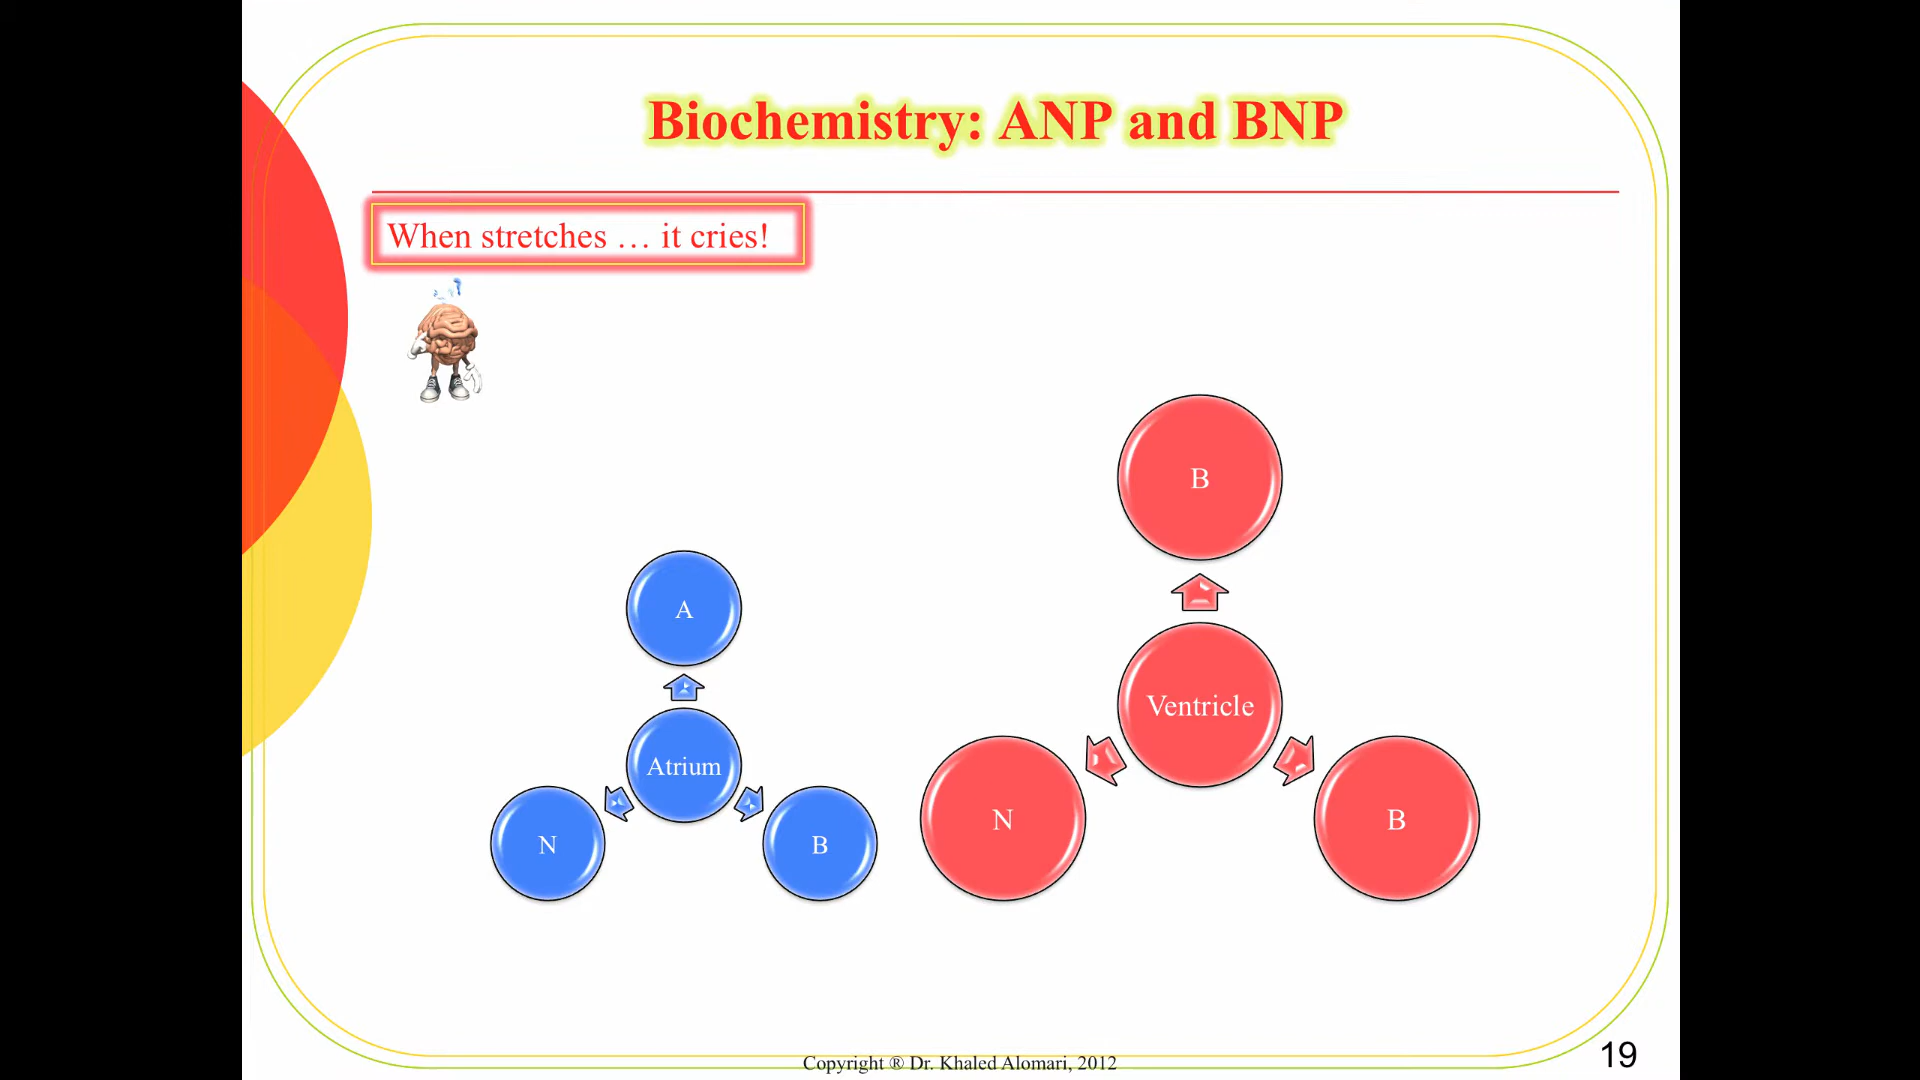 Biochemistry: ANP and BNP
When stretches … it cries!
A
Atrium
N
B
B
Ventricle
N
B
Copyright ® Dr. Khaled Alomari, 2012
19